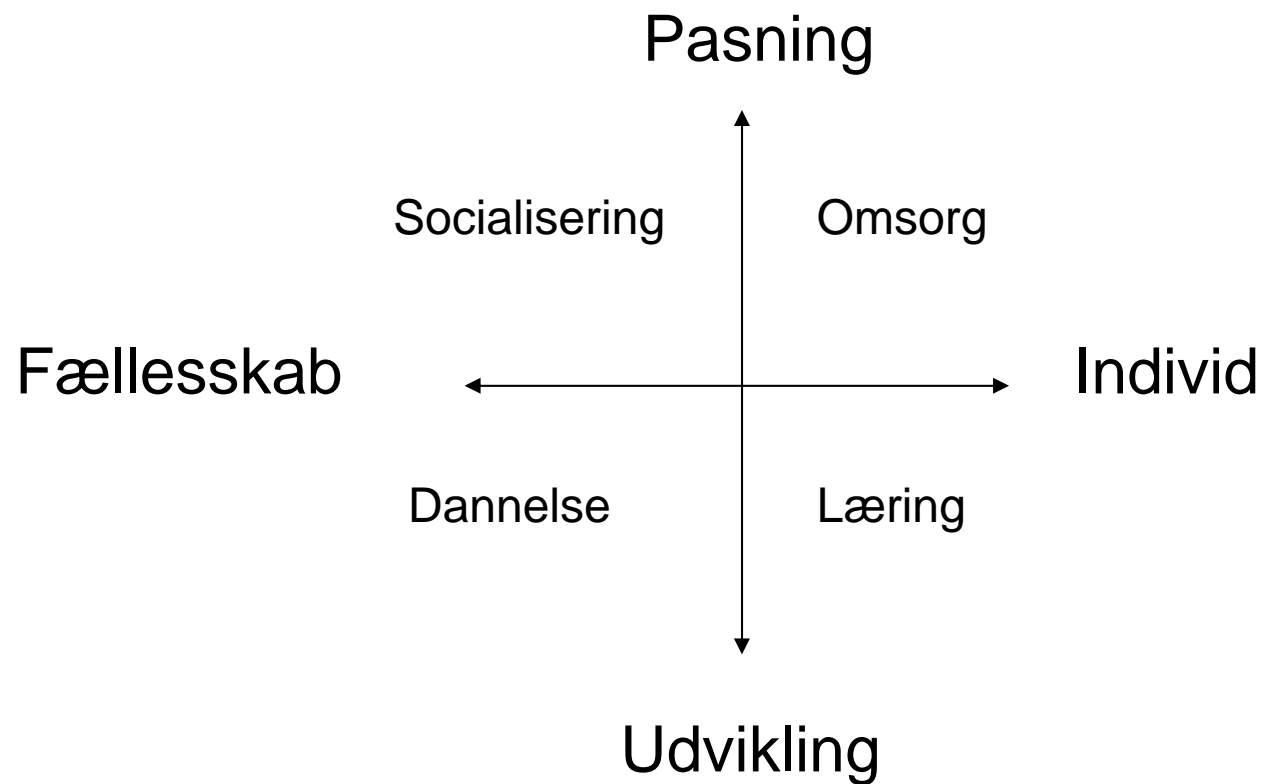 Pasning
Socialisering
Omsorg
Fællesskab
Individ
Dannelse
Læring
Udvikling